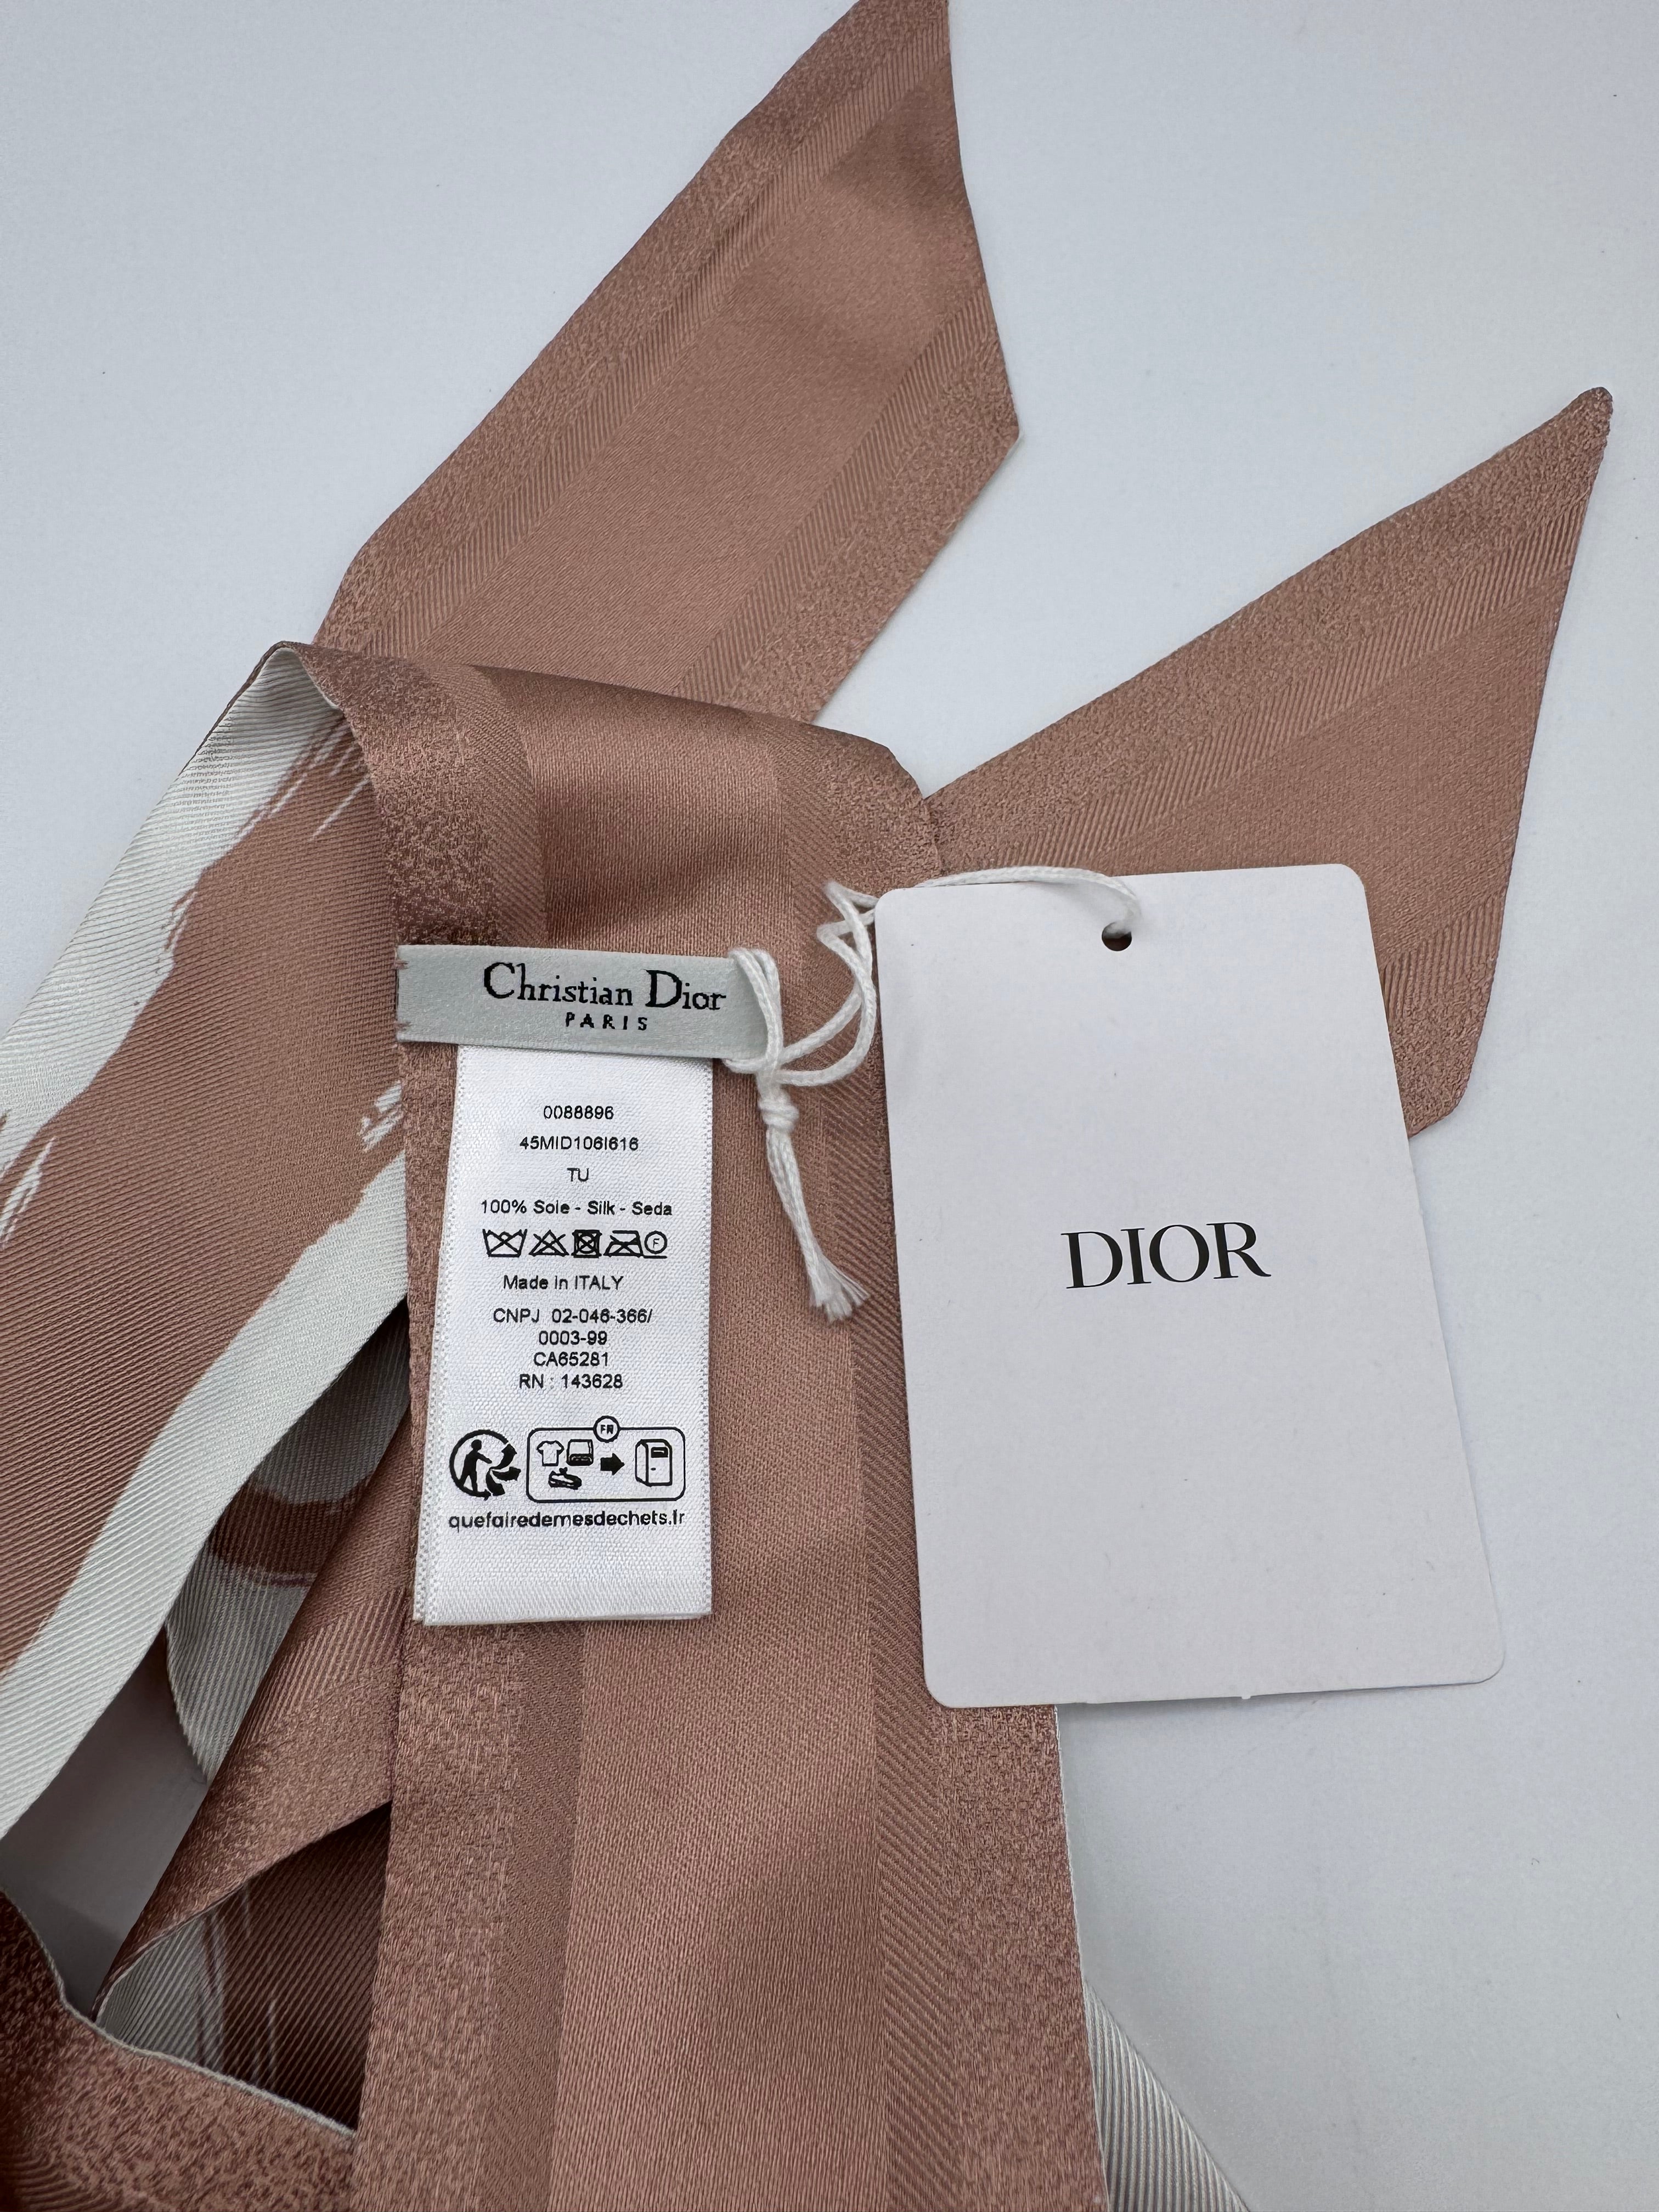 Christian Dior
PARIS
0088896
45MID106I616
TU
100% Soie - Silk - Seda
F
Made in ITALY
CNPJ 02-046-366/
0003-99
CA65281
RN : 143628
FR
quefairedemesdechets.fr
DIOR